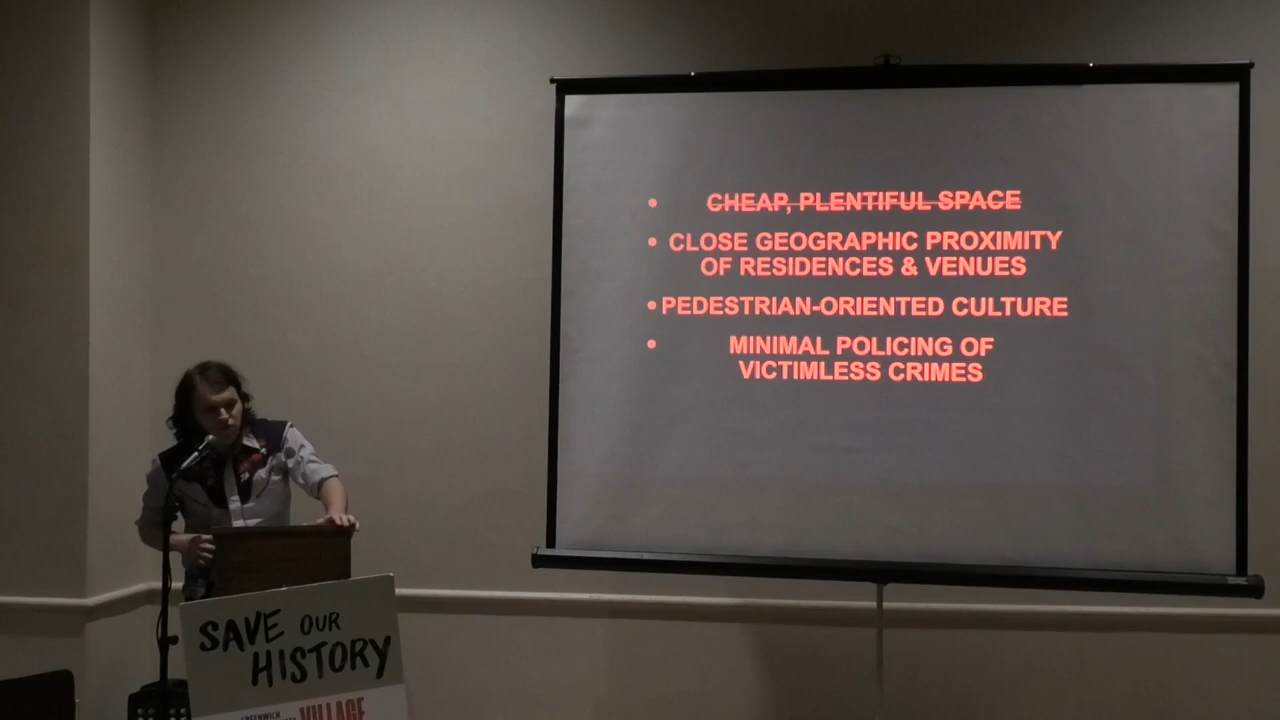 • CHEAP, PLENTIFUL SPACE
• CLOSE GEOGRAPHIC PROXIMITY
OF RESIDENCES & VENUES
• PEDESTRIAN-ORIENTED CULTURE
• MINIMAL POLICING OF
VICTIMLESS CRIMES
SAVE OUR
HISTORY
GREENWICH
VILLAGE